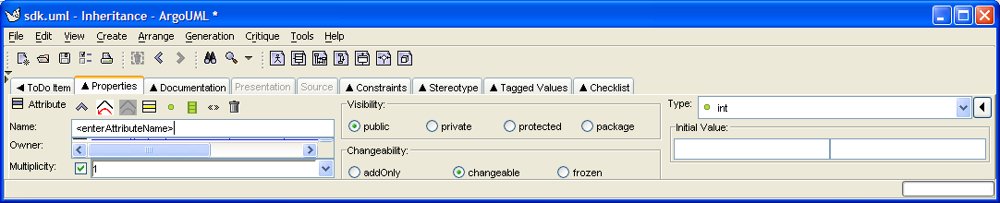 sdk.uml - Inheritance - ArgoUML *
File Edit View Create Arrange Generation Critique Tools Help
ToDo Item Properties Documentation Presentation Source Constraints Stereotype Tagged Values Checklist
Attribute
Name: <enterAttributeName>
Owner:
Multiplicity: 1
Visibility:
public private protected package
Changeability:
addOnly changeable frozen
Type: int
Initial Value: